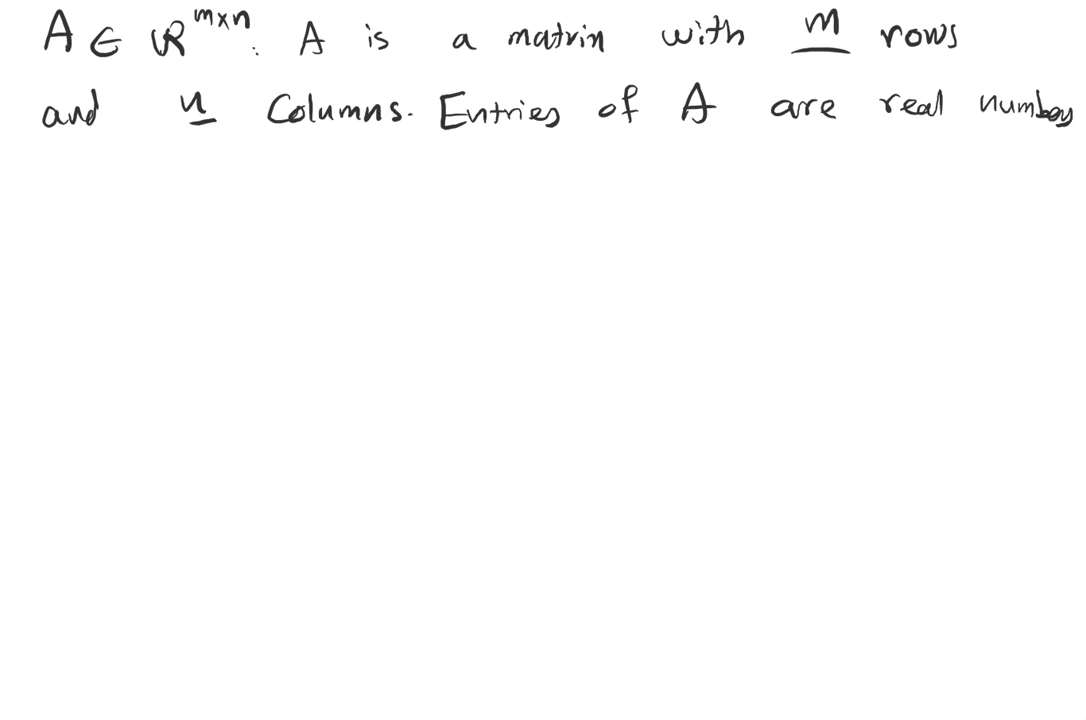 A ∈ ℝ^{m×n}. A is a matrix with m rows
and n Columns. Entries of A are real numbers